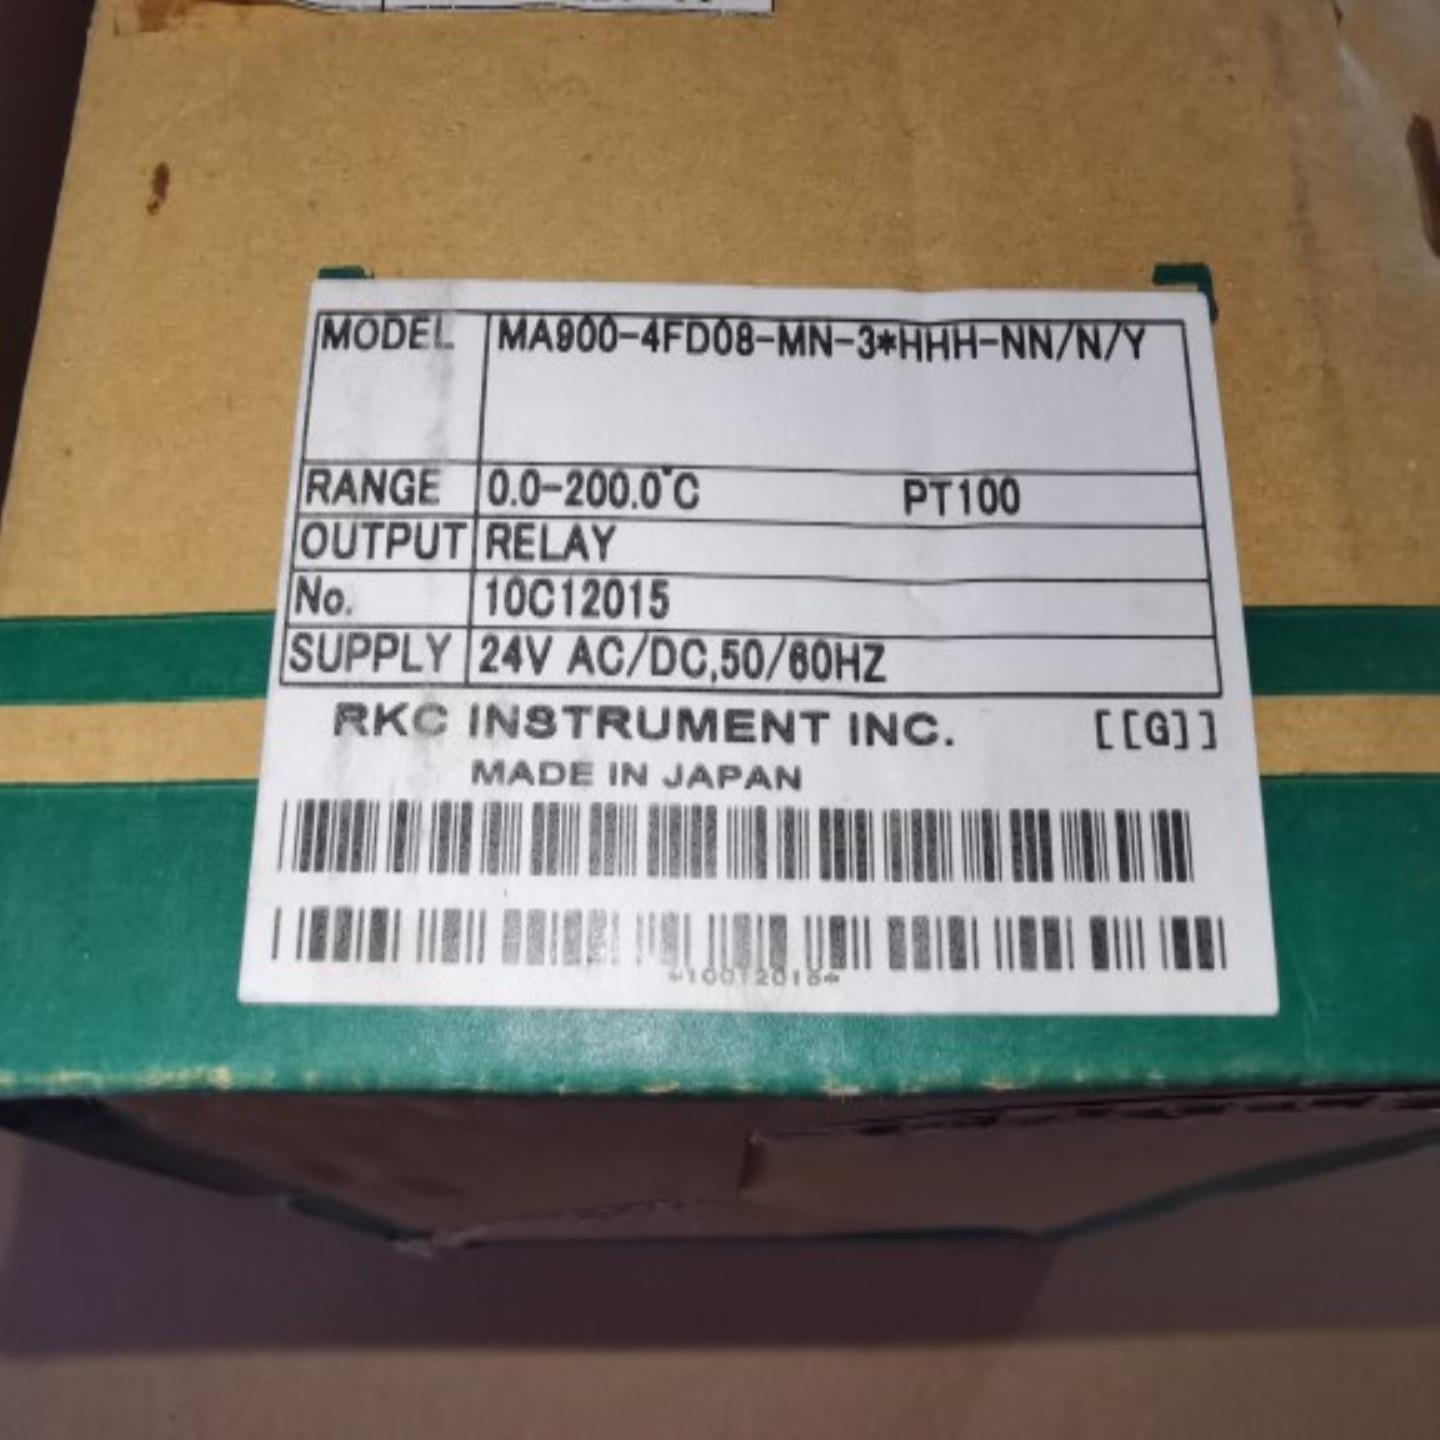 MODEL MA900-4FD08-MN-3*HHH-NN/N/Y
RANGE 0.0-200.0°C PT100
OUTPUT RELAY
No. 10C12015
SUPPLY 24V AC/DC,50/60HZ
RKC INSTRUMENT INC. [[G]]
MADE IN JAPAN
*10C12015*